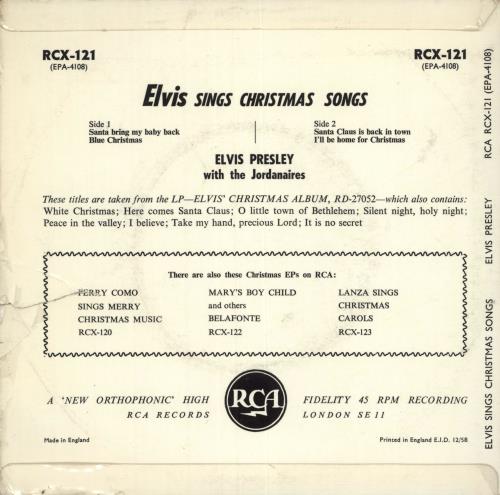 RCX-121
(EPA-4108)
RCX-121
(EPA-4108)
Elvis SINGS CHRISTMAS SONGS
Side 1
Santa bring my baby back
Blue Christmas
Side 2
Santa Claus is back in town
I'll be home for Christmas
ELVIS PRESLEY
with the Jordanaires
These titles are taken from the LP—ELVIS' CHRISTMAS ALBUM, RD-27052—which also contains:
White Christmas; Here comes Santa Claus; O little town of Bethlehem; Silent night, holy night;
Peace in the valley; I believe; Take my hand, precious Lord; It is no secret
There are also these Christmas EPs on RCA:
PERRY COMO
SINGS MERRY
CHRISTMAS MUSIC
RCX-120
MARY'S BOY CHILD
and others
BELAFONTE
RCX-122
LANZA SINGS
CHRISTMAS
CAROLS
RCX-123
A 'NEW ORTHOPHONIC' HIGH
RCA RECORDS
RCA
FIDELITY 45 RPM RECORDING
LONDON SE11
Made in England
Printed in England E.J.D. 12/58
ELVIS SINGS CHRISTMAS SONGS ELVIS PRESLEY RCA RCX-121 (EPA-4108)